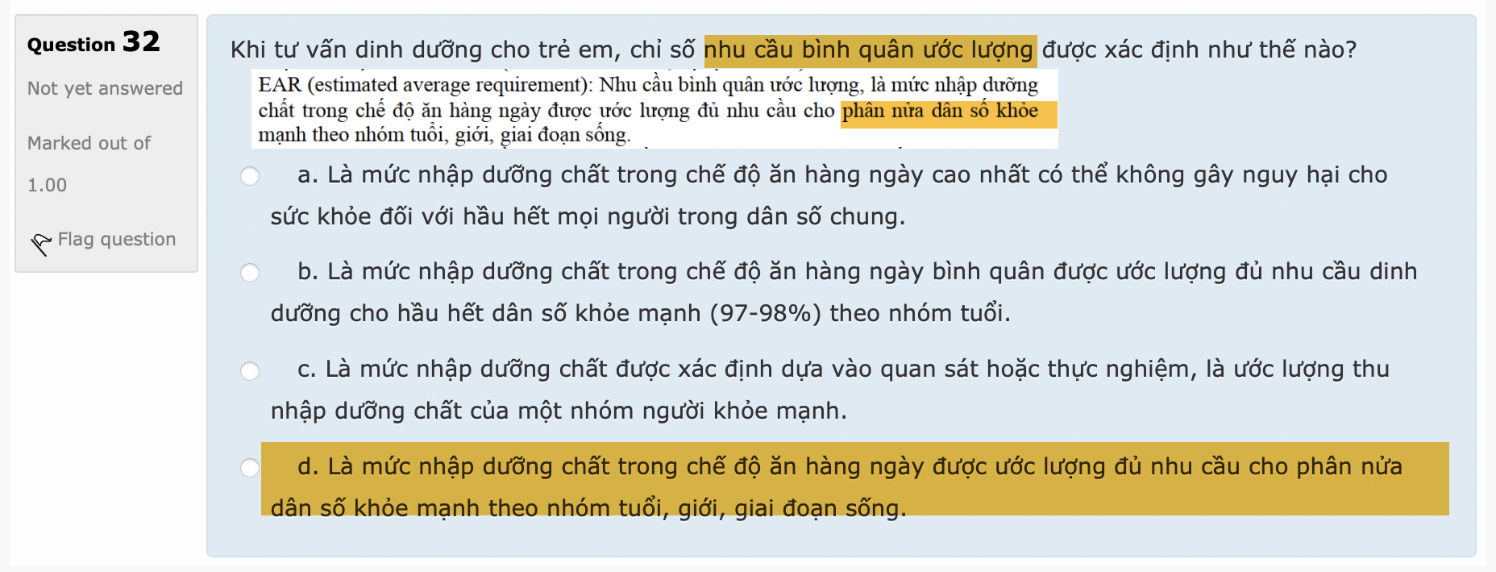 Question 32
Not yet answered
Marked out of
1.00
Flag question
Khi tư vấn dinh dưỡng cho trẻ em, chỉ số nhu cầu bình quân ước lượng được xác định như thế nào?
EAR (estimated average requirement): Nhu cầu bình quân ước lượng, là mức nhập dưỡng
chất trong chế độ ăn hàng ngày được ước lượng đủ nhu cầu cho phân nửa dân số khỏe
mạnh theo nhóm tuổi, giới, giai đoạn sống.
a. Là mức nhập dưỡng chất trong chế độ ăn hàng ngày cao nhất có thể không gây nguy hại cho
sức khỏe đối với hầu hết mọi người trong dân số chung.
b. Là mức nhập dưỡng chất trong chế độ ăn hàng ngày bình quân được ước lượng đủ nhu cầu dinh
dưỡng cho hầu hết dân số khỏe mạnh (97-98%) theo nhóm tuổi.
c. Là mức nhập dưỡng chất được xác định dựa vào quan sát hoặc thực nghiệm, là ước lượng thu
nhập dưỡng chất của một nhóm người khỏe mạnh.
d. Là mức nhập dưỡng chất trong chế độ ăn hàng ngày được ước lượng đủ nhu cầu cho phân nửa
dân số khỏe mạnh theo nhóm tuổi, giới, giai đoạn sống.